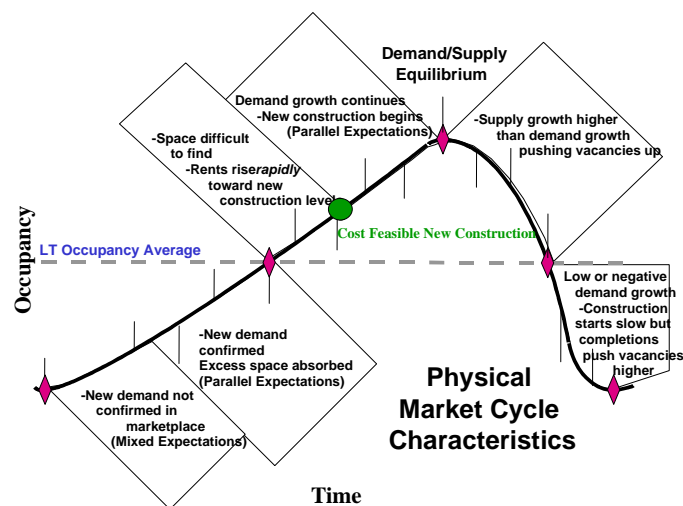 Demand/Supply
Equilibrium
Demand growth continues
-New construction begins
(Parallel Expectations)
-Supply growth higher
than demand growth
pushing vacancies up
-Space difficult
to find
-Rents riserapidly
toward new
construction level
Cost Feasible New Construction
LT Occupancy Average
Occupancy
Low or negative
demand growth
-Construction
starts slow but
completions
push vacancies
higher
-New demand
confirmed
Excess space absorbed
(Parallel Expectations)
-New demand not
confirmed in
marketplace
(Mixed Expectations)
Physical
Market Cycle
Characteristics
Time